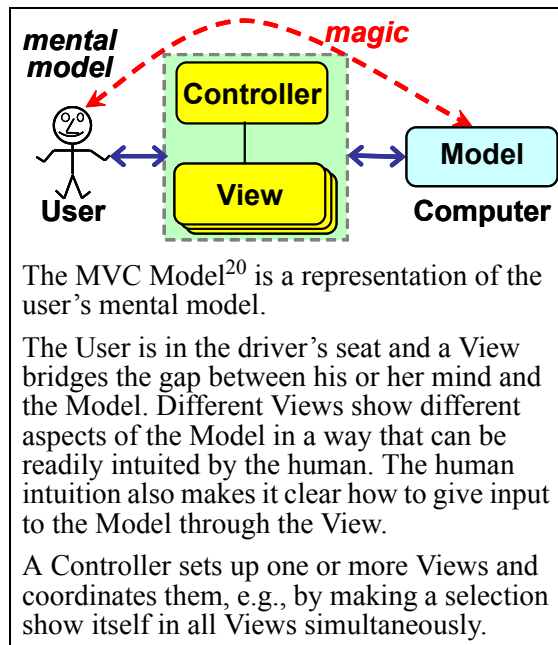 mental
model
magic
Controller
View
Model
User
Computer
The MVC Model20 is a representation of the
user's mental model.
The User is in the driver's seat and a View
bridges the gap between his or her mind and
the Model. Different Views show different
aspects of the Model in a way that can be
readily intuited by the human. The human
intuition also makes it clear how to give input
to the Model through the View.
A Controller sets up one or more Views and
coordinates them, e.g., by making a selection
show itself in all Views simultaneously.